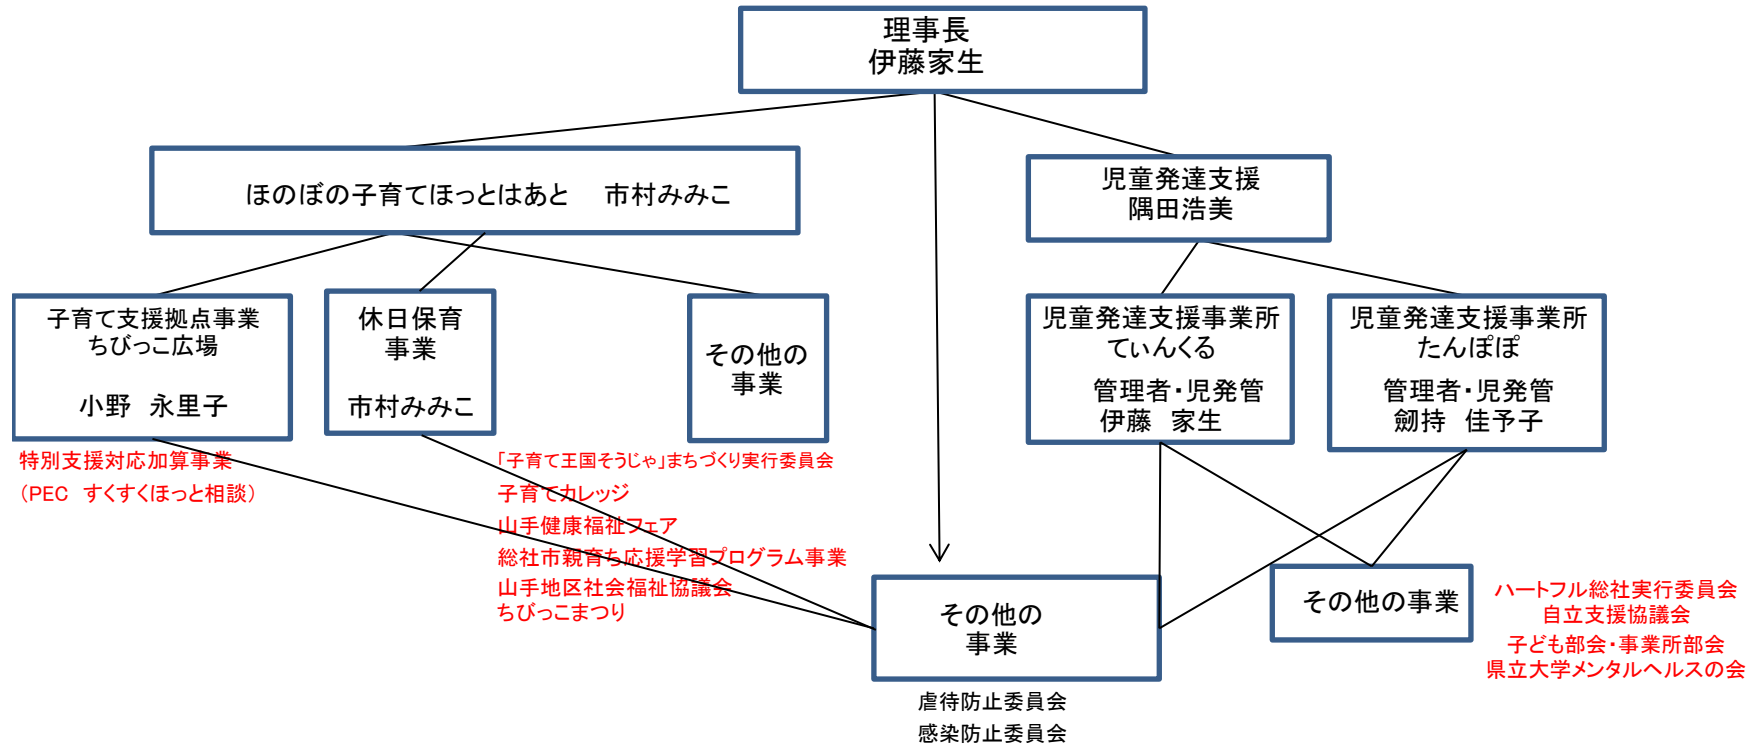 理事長
伊藤家生
ほのぼの子育てほっとはあと　市村みみこ
児童発達支援
隅田浩美
子育て支援拠点事業
ちびっこ広場
小野　永里子
休日保育
事業
市村みみこ
その他の
事業
児童発達支援事業所
てぃんくる
管理者・児発管
伊藤　家生
児童発達支援事業所
たんぽぽ
管理者・児発管
劒持　佳予子
特別支援対応加算事業
（PEC　すくすくほっと相談）
「子育て王国そうじゃ」まちづくり実行委員会
子育てカレッジ
山手健康福祉フェア
総社市親育ち応援学習プログラム事業
山手地区社会福祉協議会
ちびっこまつり
その他の
事業
虐待防止委員会
感染防止委員会
その他の事業
ハートフル総社実行委員会
自立支援協議会
子ども部会・事業所部会
県立大学メンタルヘルスの会